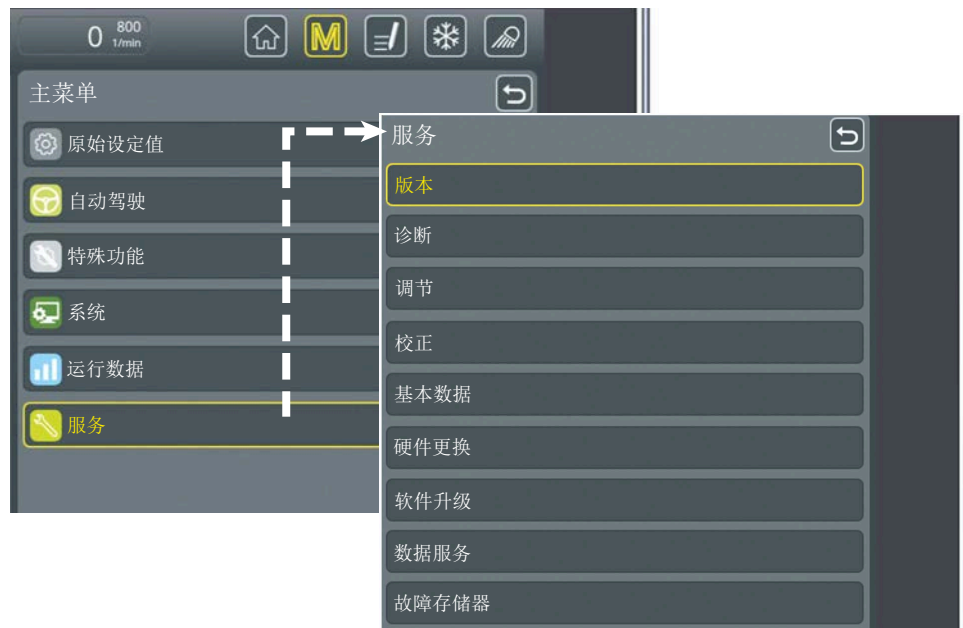 0 800
1/min
M
主菜单
原始设定值
自动驾驶
特殊功能
系统
运行数据
服务
服务
版本
诊断
调节
校正
基本数据
硬件更换
软件升级
数据服务
故障存储器